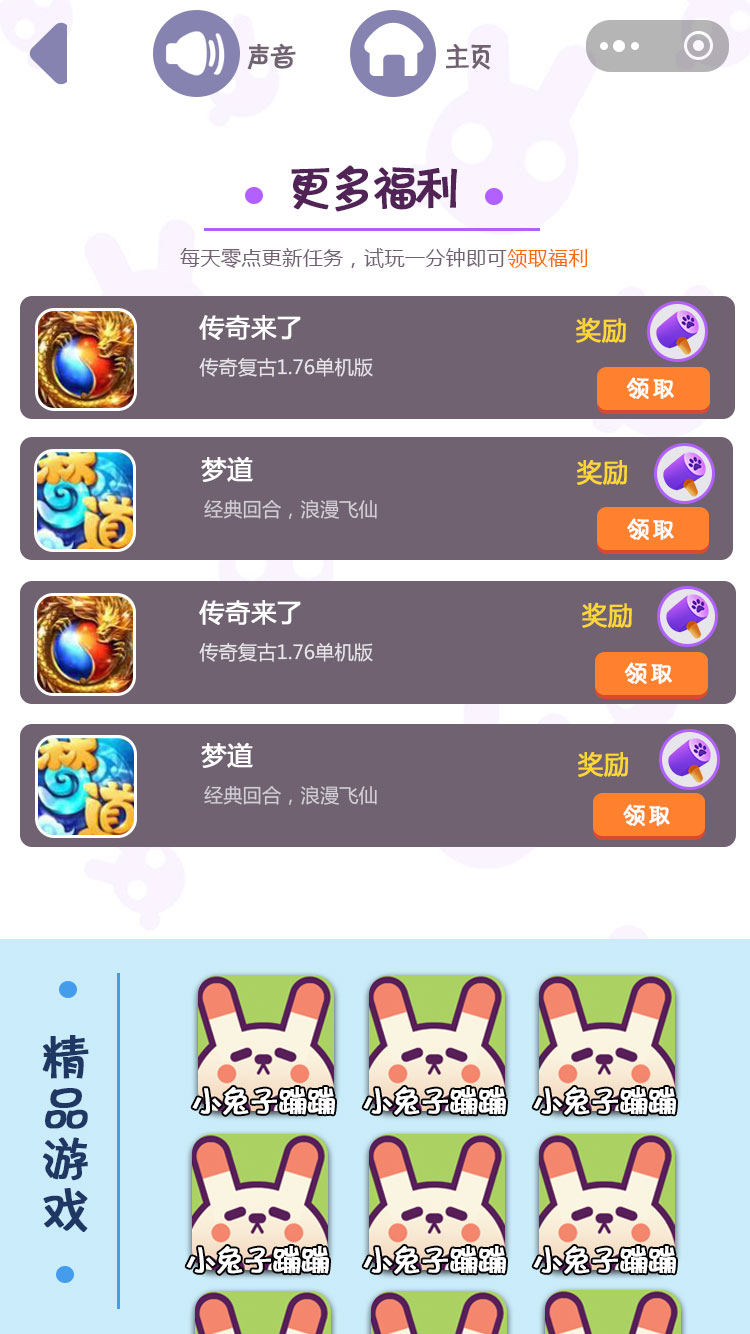 声音
主页
更多福利
每天零点更新任务，试玩一分钟即可领取福利
传奇来了
奖励
传奇复古1.76单机版
领取
梦道
梦道
奖励
经典回合，浪漫飞仙
领取
传奇来了
奖励
传奇复古1.76单机版
领取
梦道
梦道
奖励
经典回合，浪漫飞仙
领取
精品游戏
小兔子蹦蹦
小兔子蹦蹦
小兔子蹦蹦
小兔子蹦蹦
小兔子蹦蹦
小兔子蹦蹦